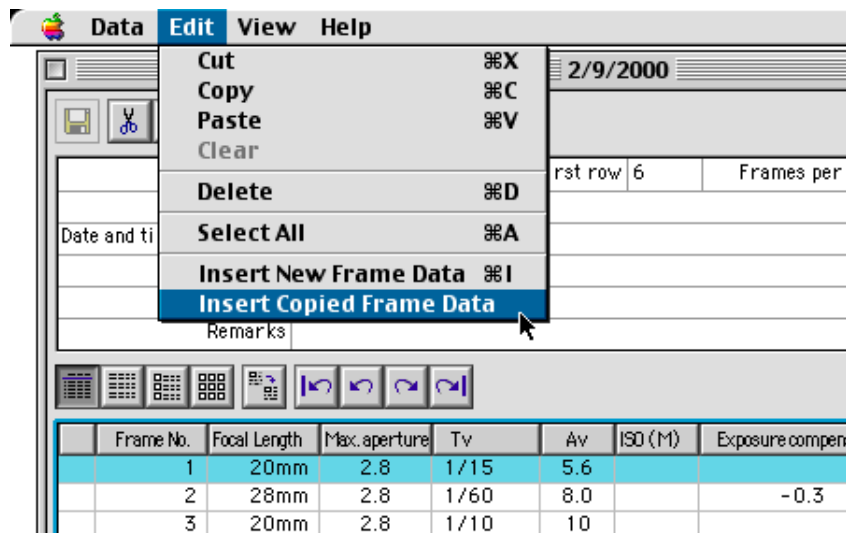 Data Edit View Help
Cut ⌘X
2/9/2000
Copy ⌘C
Paste ⌘V
Clear
rst row 6 Frames per
Delete ⌘D
Date and ti
Select All ⌘A
Insert New Frame Data ⌘I
Insert Copied Frame Data
Remarks
Frame No. Focal Length Max. aperture Tv Av ISO (M) Exposure compen
1 20mm 2.8 1/15 5.6
2 28mm 2.8 1/60 8.0 -0.3
3 20mm 2.8 1/10 10